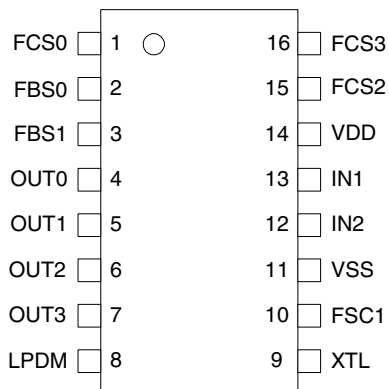 FCS0 1 16 FCS3
FBS0 2 15 FCS2
FBS1 3 14 VDD
OUT0 4 13 IN1
OUT1 5 12 IN2
OUT2 6 11 VSS
OUT3 7 10 FSC1
LPDM 8 9 XTL